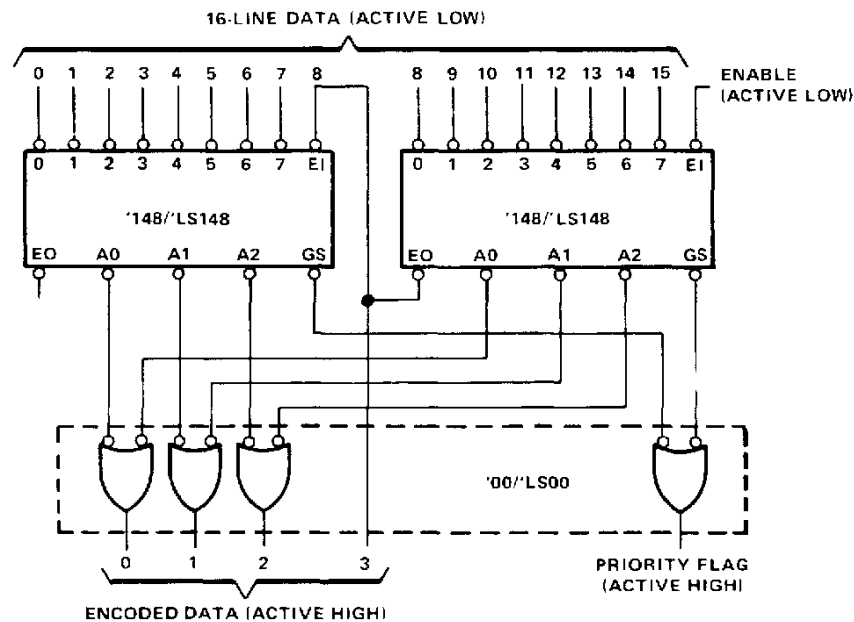 16-LINE DATA (ACTIVE LOW)
0 1 2 3 4 5 6 7 8 8 9 10 11 12 13 14 15
ENABLE
(ACTIVE LOW)
0 1 2 3 4 5 6 7 EI 0 1 2 3 4 5 6 7 EI
'148/'LS148 '148/'LS148
EO A0 A1 A2 GS EO A0 A1 A2 GS
'00/'LS00
0 1 2 3
PRIORITY FLAG
(ACTIVE HIGH)
ENCODED DATA (ACTIVE HIGH)